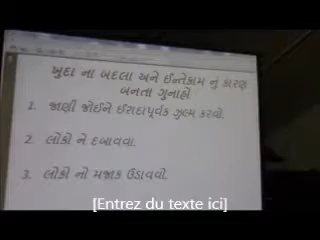 ખુદા ના બદલા અને ઈન્તેકામ નુ કારણ
બનતા ગુનાહો
1. જાણી જોઈને ઈરાદાપૂર્વક ઝુલ્મ કરવો.
2. લોકો ને દબાવવા.
3. લોકો નો મજાક ઉડાવવો.
[Entrez du texte ici]